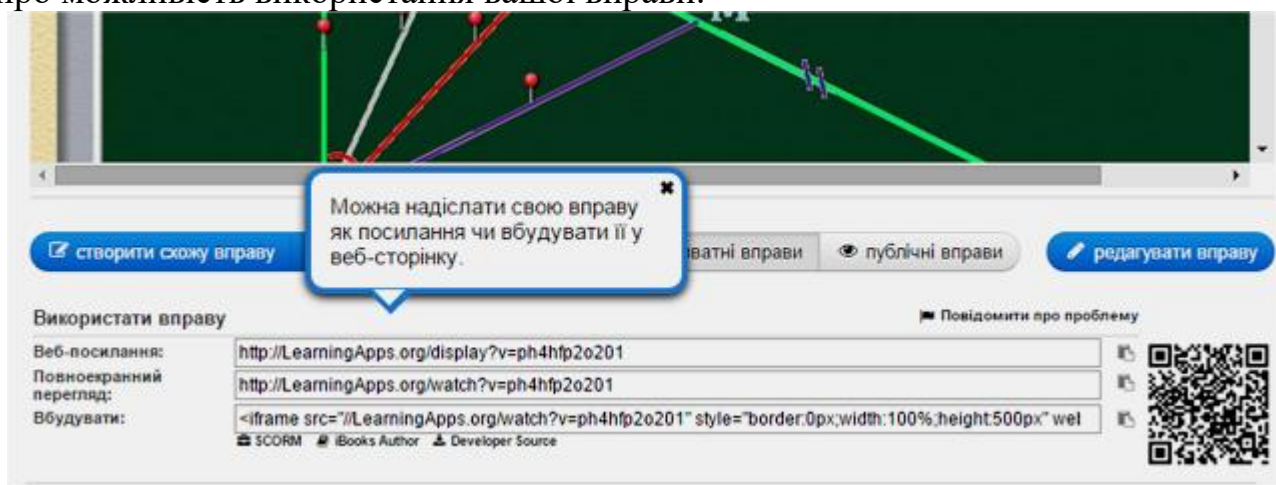 про можливість використання вашої вправи.
М
Можна надіслати свою вправу
як посилання чи вбудувати її у
веб-сторінку.
створити схожу вправу
вправи
публічні вправи
редагувати вправу
Використати вправу
Повідомити про проблему
Веб-посилання: http://LearningApps.org/display?v=ph4hfp2o201
Повноекранний
перегляд: http://LearningApps.org/watch?v=ph4hfp2o201
Вбудувати: <iframe src="//LearningApps.org/watch?v=ph4hfp2o201" style="border:0px;width:100%;height:500px" wel
SCORM iBooks Author Developer Source